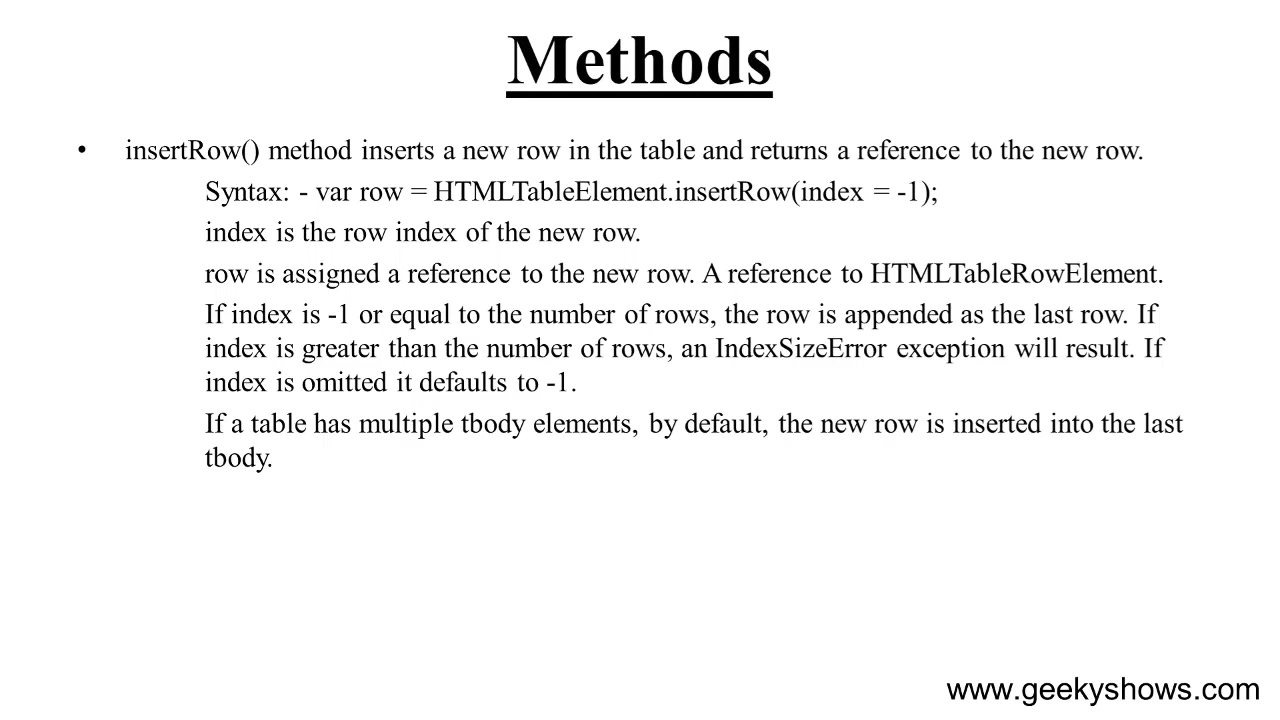 Methods
• insertRow() method inserts a new row in the table and returns a reference to the new row.
Syntax: - var row = HTMLTableElement.insertRow(index = -1);
index is the row index of the new row.
row is assigned a reference to the new row. A reference to HTMLTableRowElement.
If index is -1 or equal to the number of rows, the row is appended as the last row. If
index is greater than the number of rows, an IndexSizeError exception will result. If
index is omitted it defaults to -1.
If a table has multiple tbody elements, by default, the new row is inserted into the last
tbody.
www.geekyshows.com